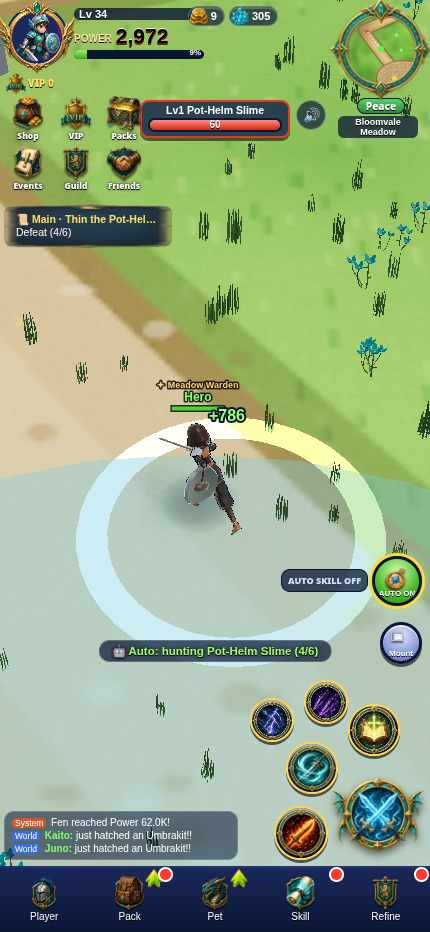 Lv 34
9
305
POWER 2,972
9%
VIP 0
Shop
VIP
Packs
Lv1 Pot-Helm Slime
60
Peace
Bloomvale
Meadow
Events
Guild
Friends
Main · Thin the Pot-Hel...
Defeat (4/6)
Meadow Warden
Hero
+786
AUTO SKILL OFF
AUTO ON
Mount
Auto: hunting Pot-Helm Slime (4/6)
System Fen reached Power 62.0K!
World Kaito: just hatched an Umbrakit!!
World Juno: just hatched an Umbrakit!!
Player
Pack
Pet
Skill
Refine